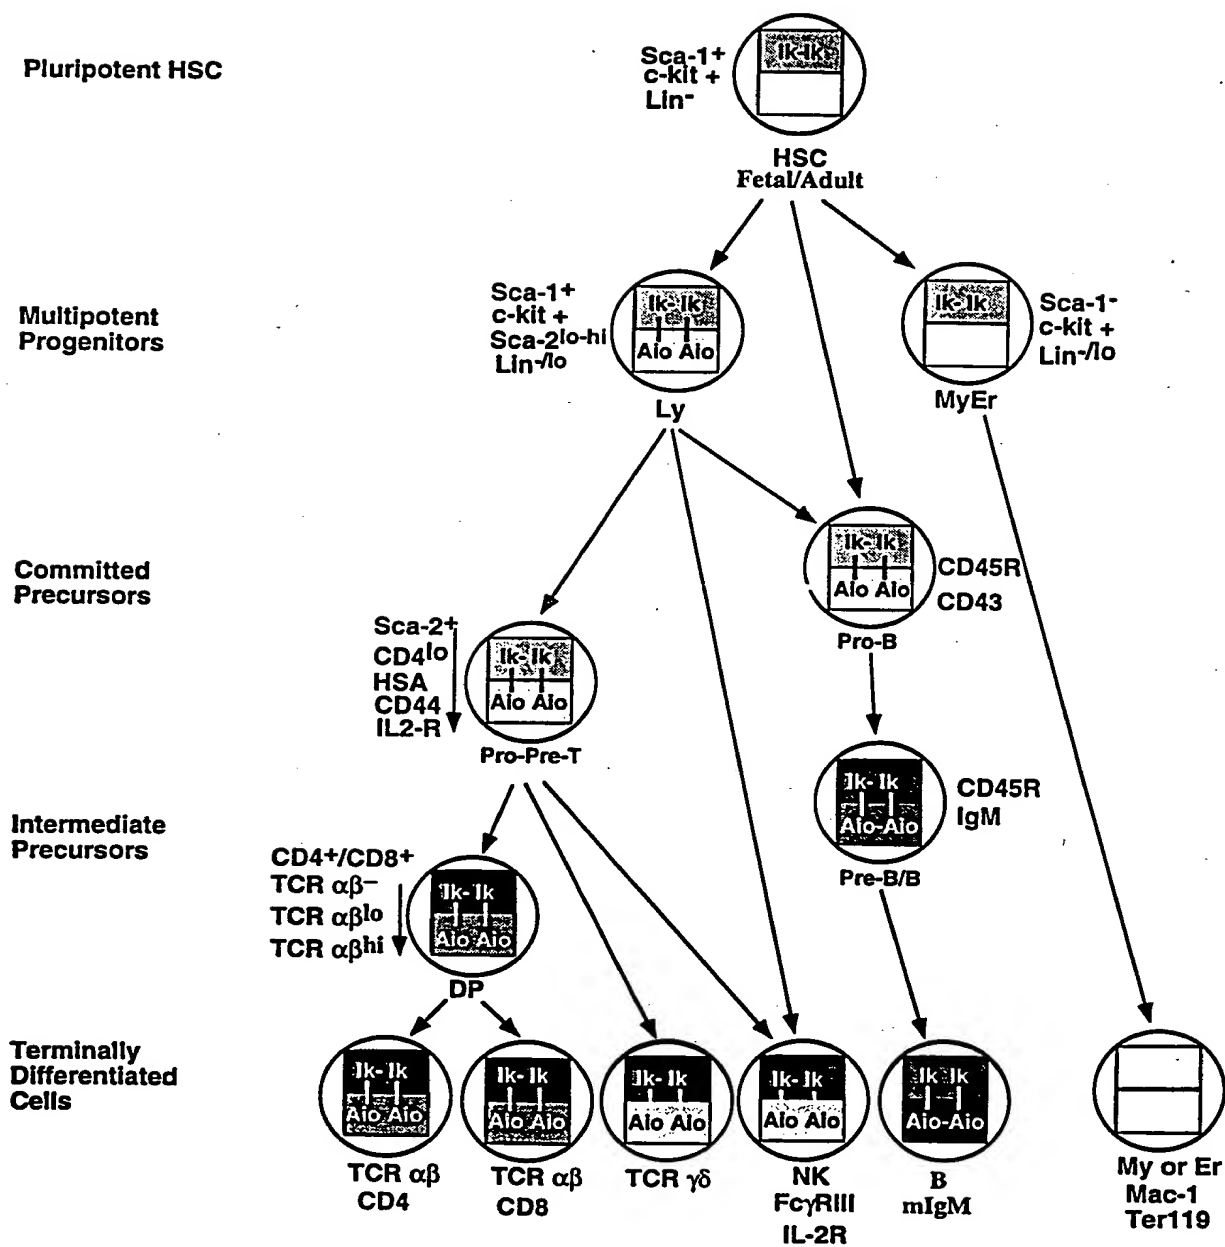 Pluripotent HSC
Sca-1+
c-kit +
Lin-
Ik-Ik
HSC
Fetal/Adult
Multipotent
Progenitors
Sca-1+
c-kit +
Sca-2lo-hi
Lin-/lo
Ik- Ik
Aio Aio
Ly
Ik- Ik
MyEr
Sca-1-
c-kit +
Lin-/lo
Committed
Precursors
Ik- Ik
Aio Aio
Pro-B
CD45R
CD43
Sca-2+
CD4lo
HSA
CD44
IL2-R
Ik- Ik
Aio Aio
Pro-Pre-T
Intermediate
Precursors
Ik- Ik
Aio-Aio
Pre-B/B
CD45R
IgM
CD4+/CD8+
TCR αβ–
TCR αβlo
TCR αβhi
Ik- Ik
Aio Aio
DP
Terminally
Differentiated
Cells
Ik- Ik
Aio Aio
TCR αβ
CD4
Ik- Ik
Aio Aio
TCR αβ
CD8
Ik- Ik
Aio Aio
TCR γδ
Ik- Ik
Aio Aio
NK
FcγRIII
IL-2R
Ik Ik
Aio-Aio
B
mIgM
My or Er
Mac-1
Ter119